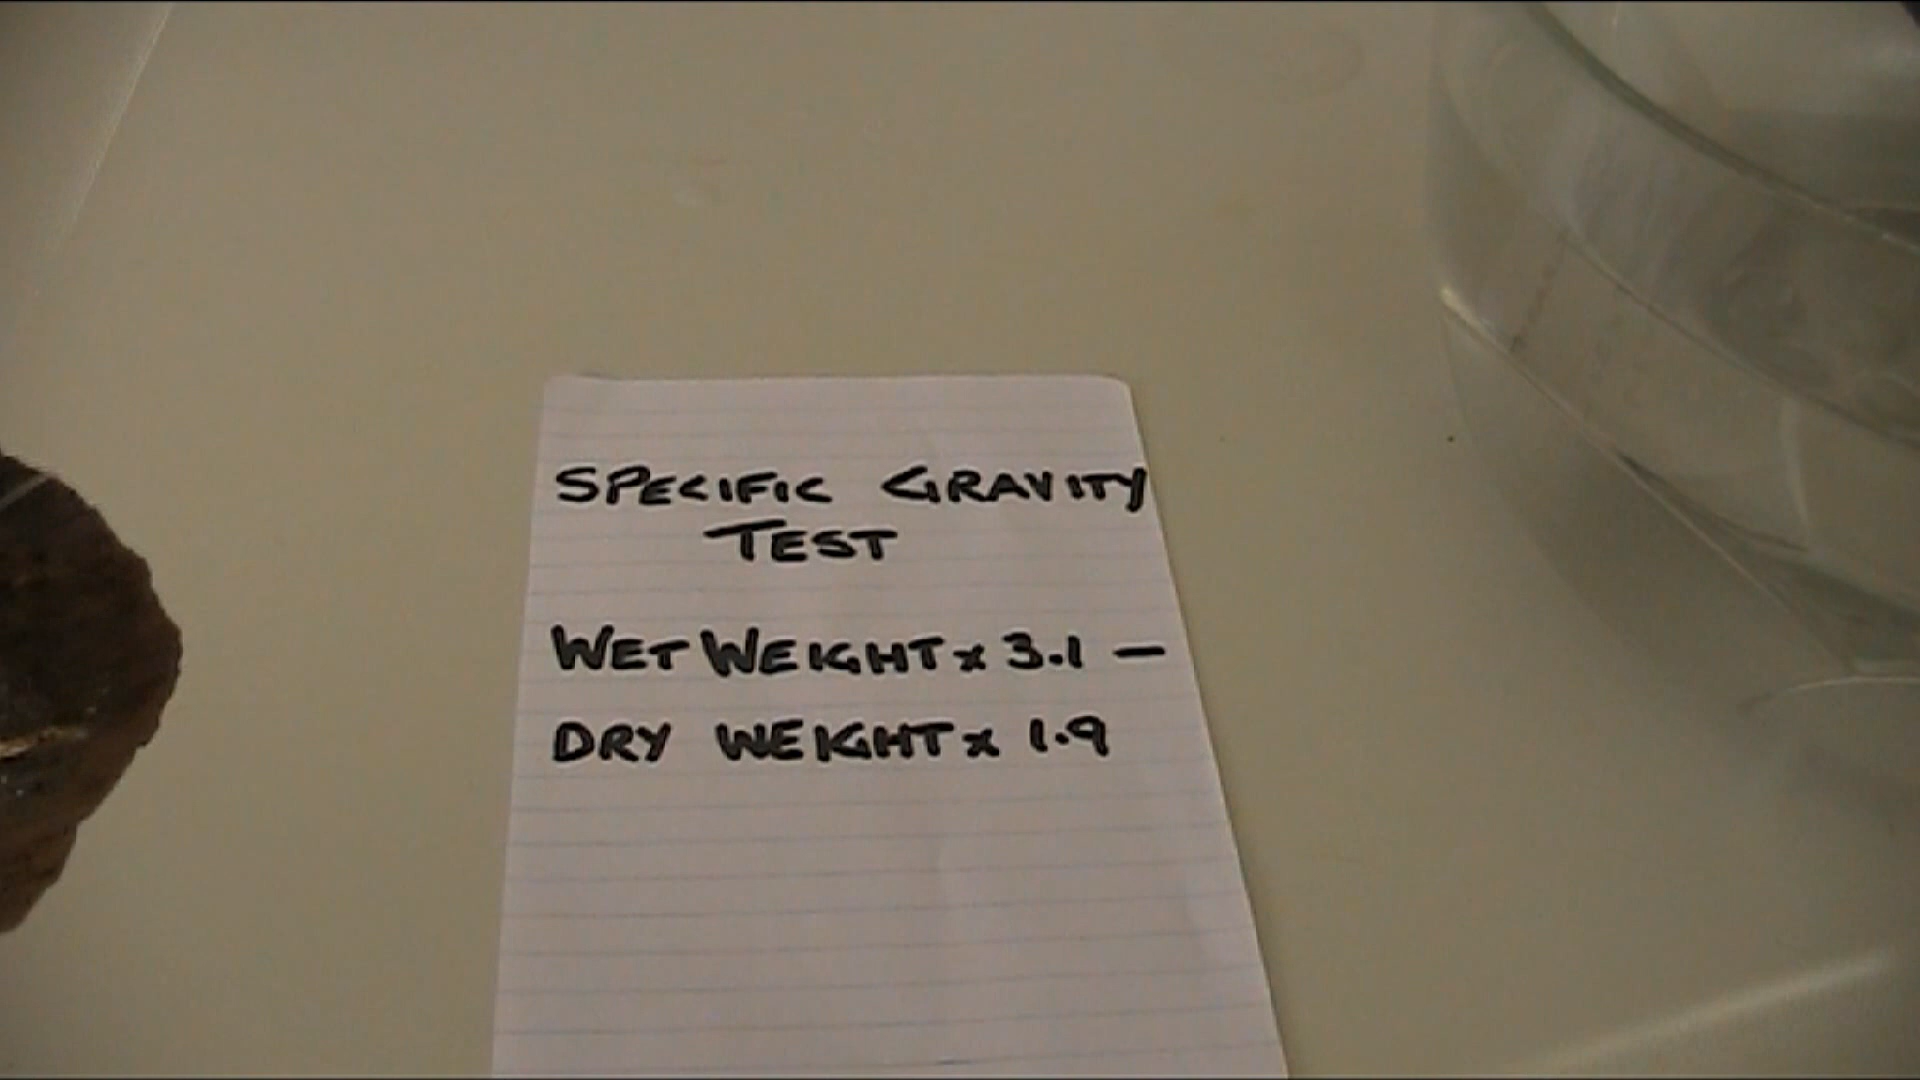 SPECIFIC GRAVITY
TEST
WET WEIGHT x 3.1 –
DRY WEIGHT x 1.9